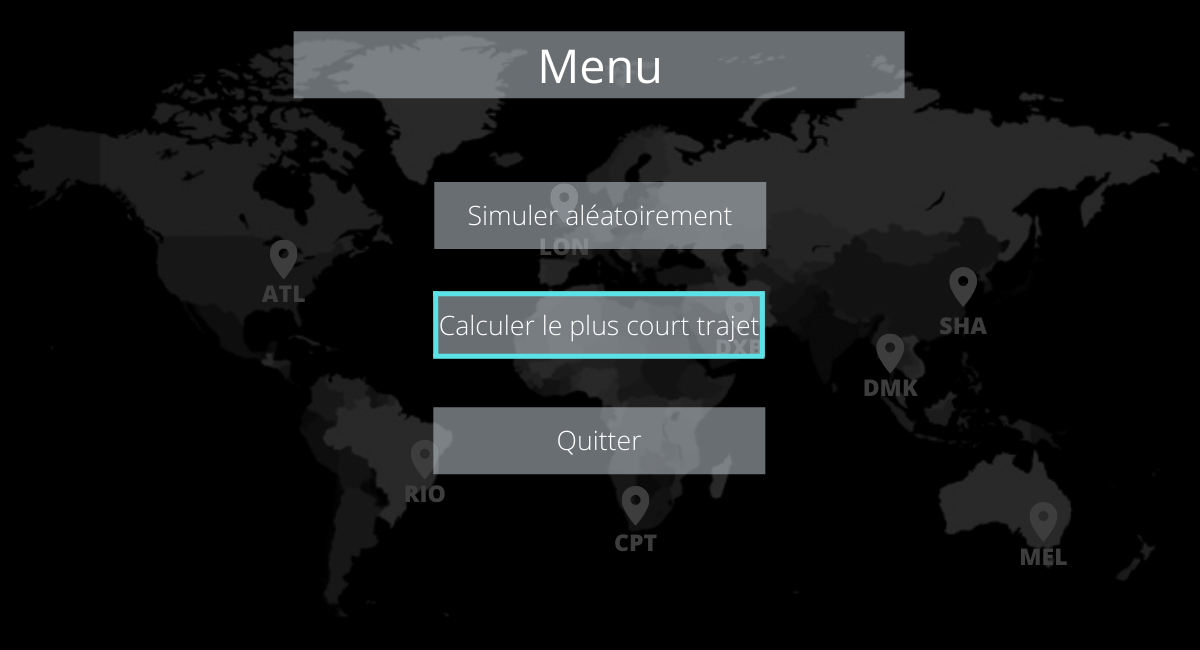 Menu
Simuler aléatoirement
LON
ATL
Calculer le plus court trajet
SHA
DXB
DMK
Quitter
RIO
CPT
MEL